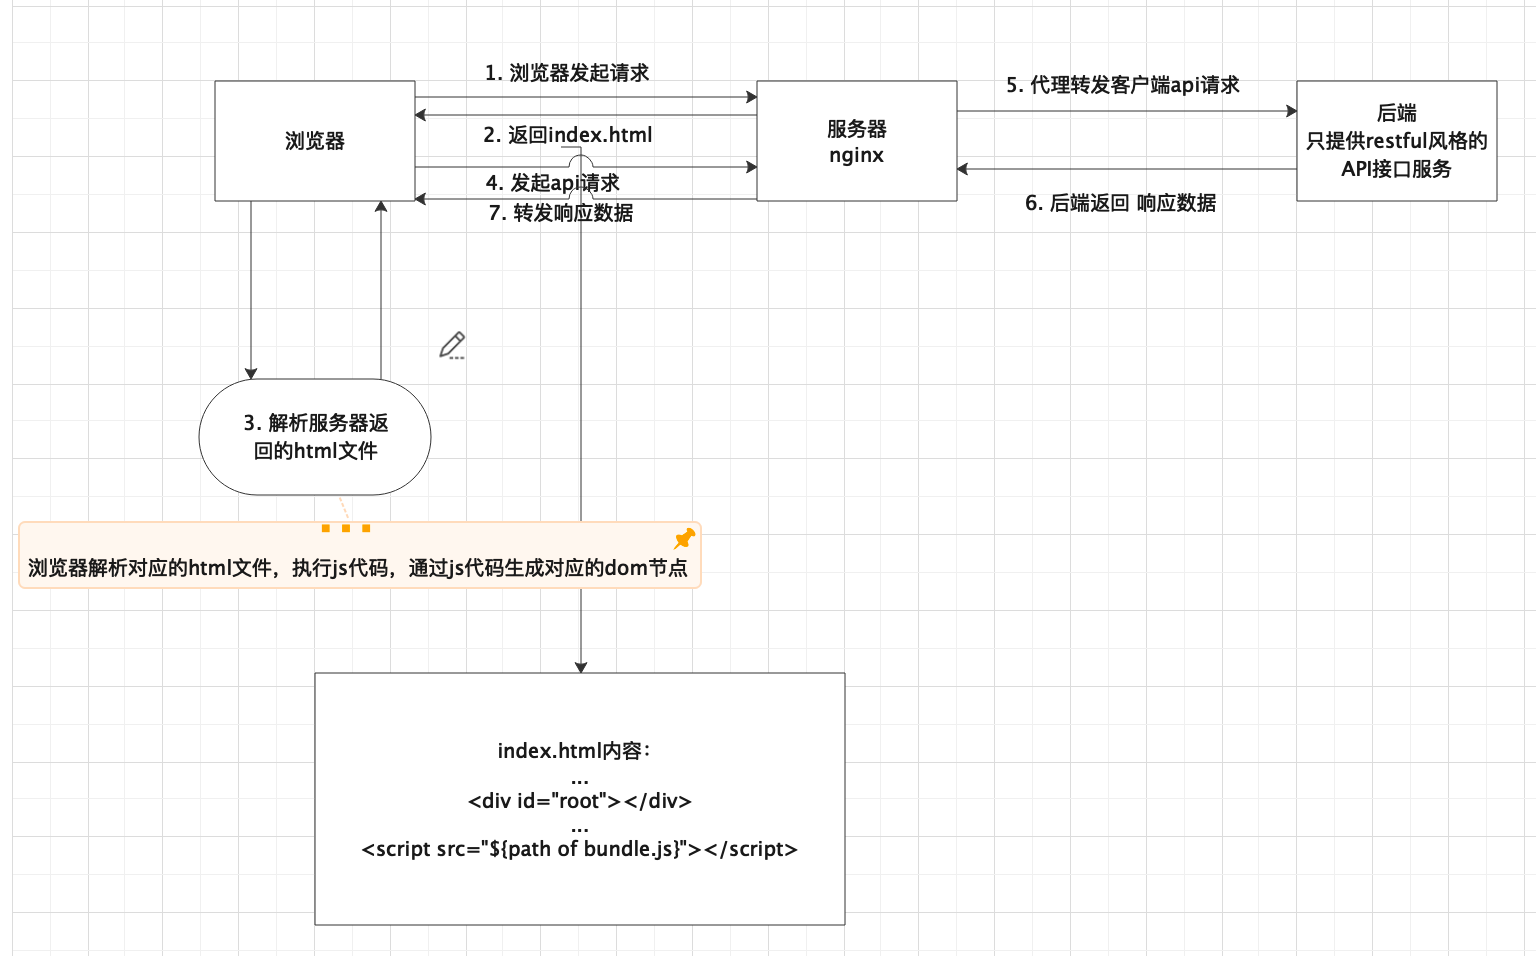 1. 浏览器发起请求
5. 代理转发客户端api请求
浏览器
服务器
nginx
后端
只提供restful风格的
API接口服务
2. 返回index.html
4. 发起api请求
7. 转发响应数据
6. 后端返回 响应数据
3. 解析服务器返
回的html文件
浏览器解析对应的html文件，执行js代码，通过js代码生成对应的dom节点
index.html内容：
...
<div id="root"></div>
...
<script src="${path of bundle.js}"></script>